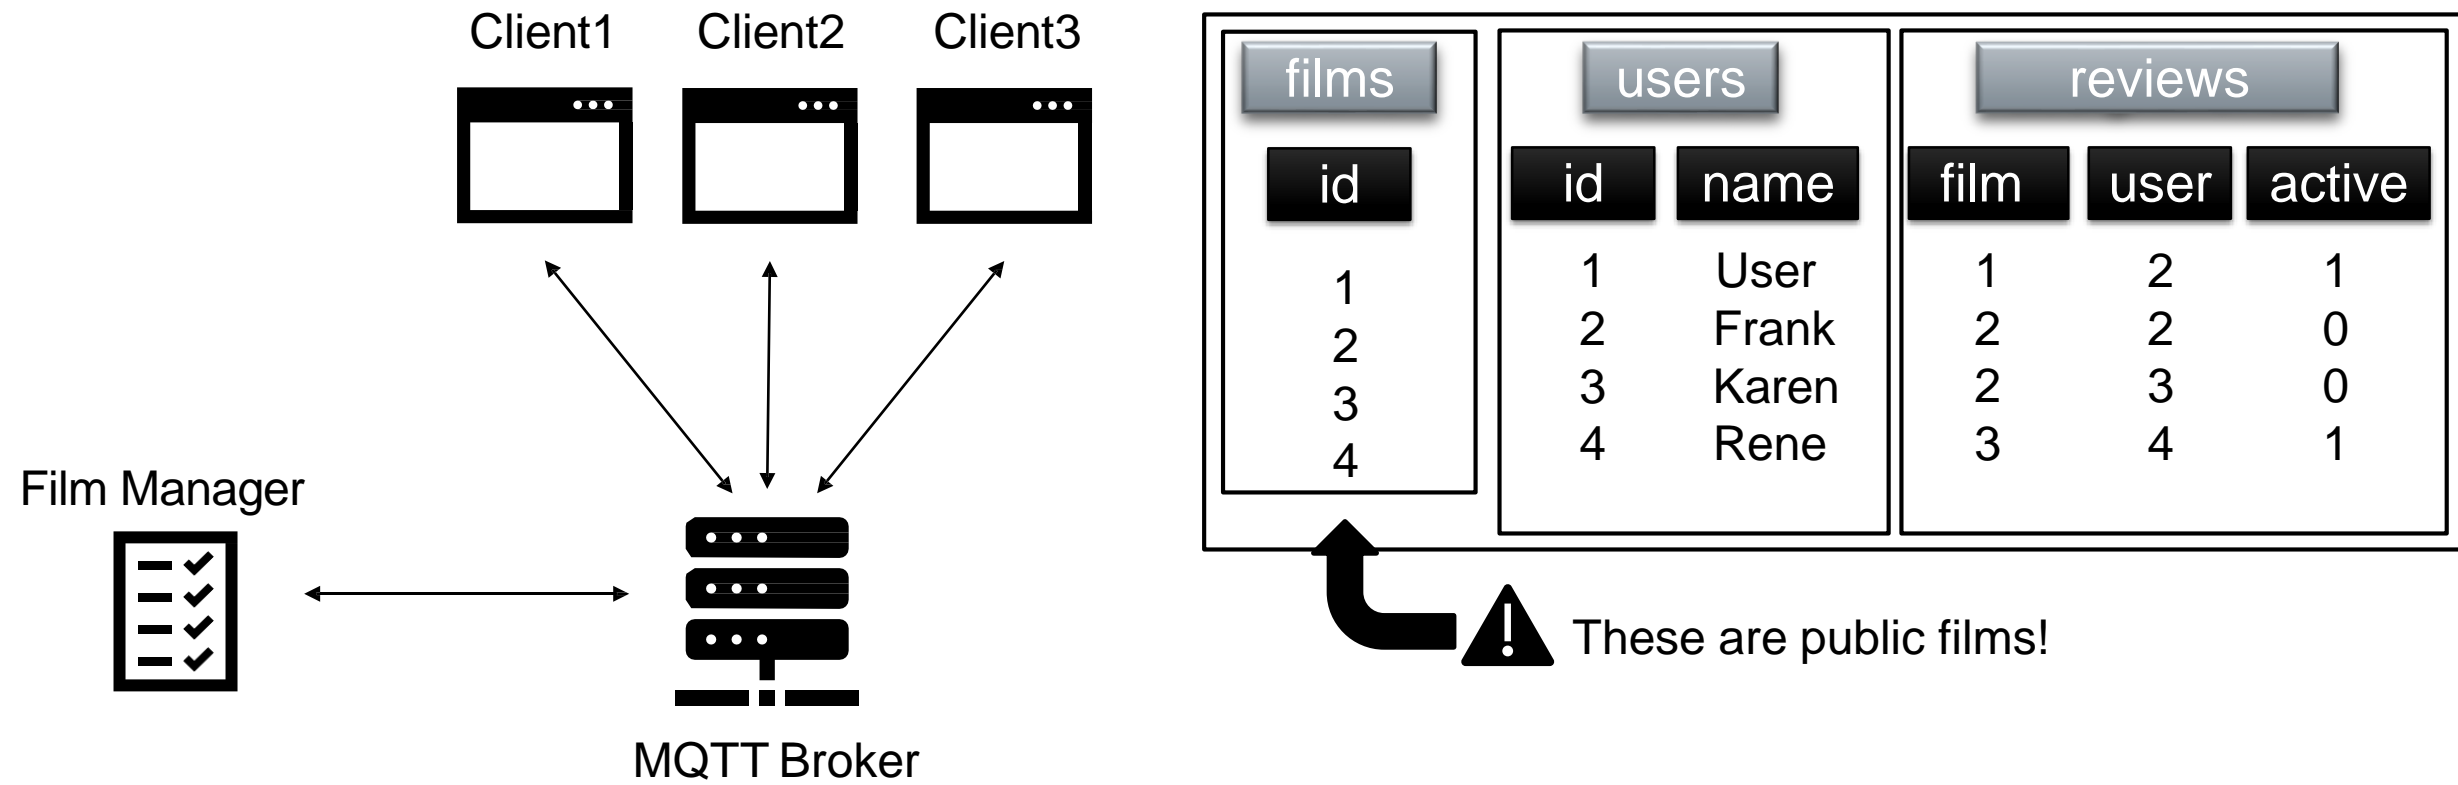 Client1 Client2 Client3
Film Manager
MQTT Broker
films
id
1
2
3
4
users
id name
1 User
2 Frank
3 Karen
4 Rene
reviews
film user active
1 2 1
2 2 0
2 3 0
3 4 1
These are public films!